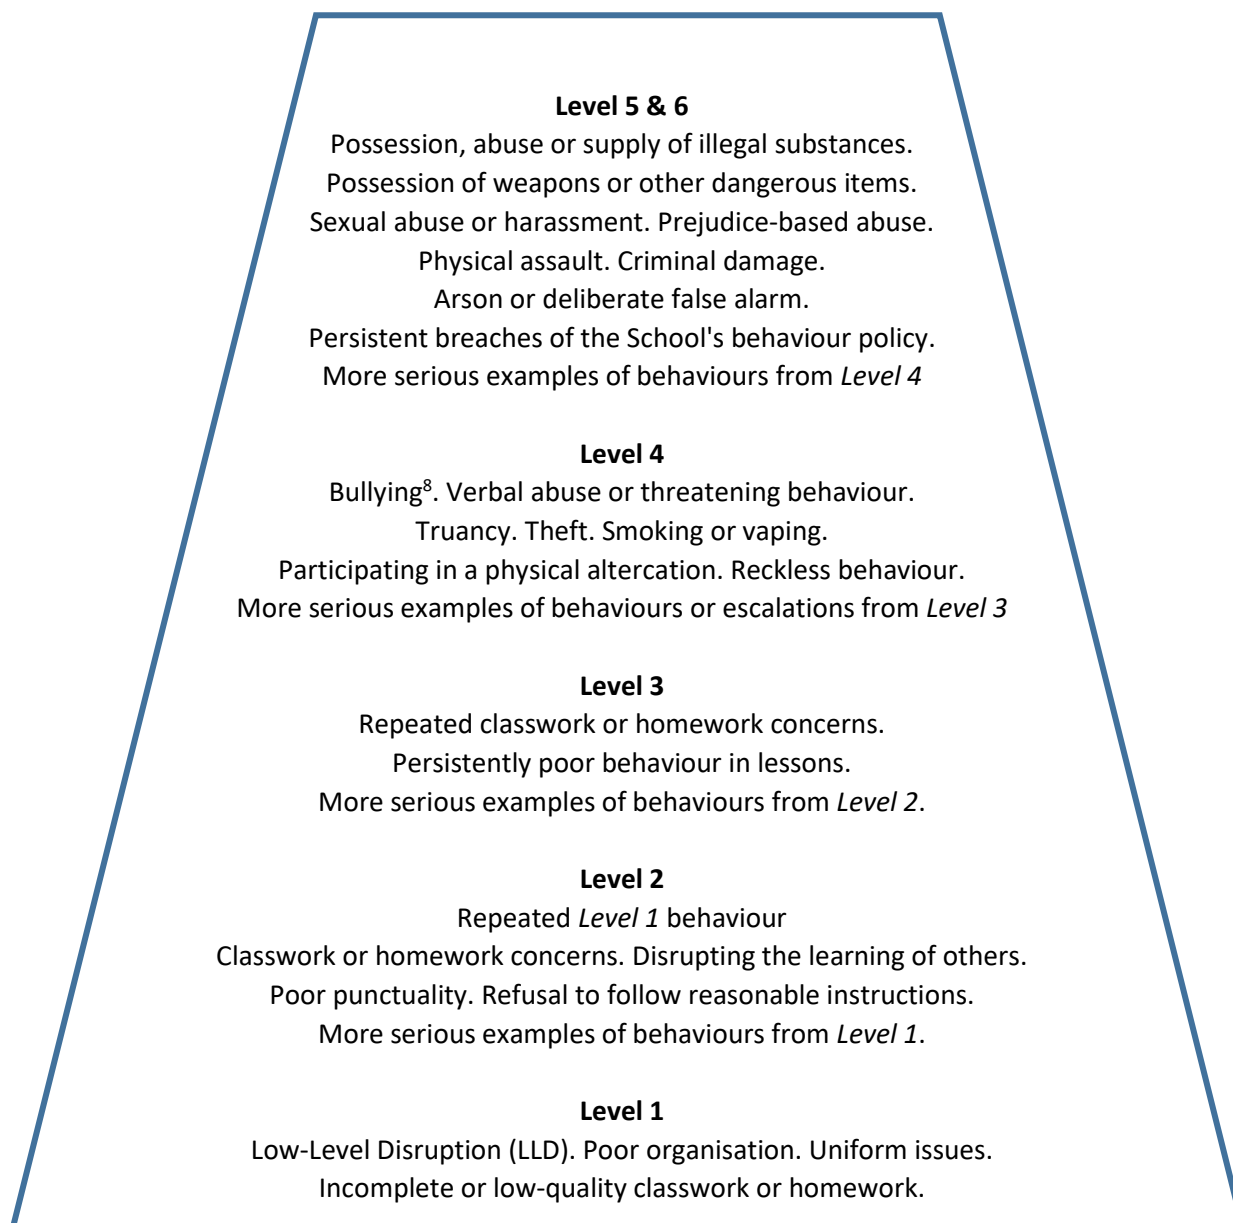 Level 5 & 6
Possession, abuse or supply of illegal substances.
Possession of weapons or other dangerous items.
Sexual abuse or harassment. Prejudice-based abuse.
Physical assault. Criminal damage.
Arson or deliberate false alarm.
Persistent breaches of the School's behaviour policy.
More serious examples of behaviours from Level 4
Level 4
Bullying⁸. Verbal abuse or threatening behaviour.
Truancy. Theft. Smoking or vaping.
Participating in a physical altercation. Reckless behaviour.
More serious examples of behaviours or escalations from Level 3
Level 3
Repeated classwork or homework concerns.
Persistently poor behaviour in lessons.
More serious examples of behaviours from Level 2.
Level 2
Repeated Level 1 behaviour
Classwork or homework concerns. Disrupting the learning of others.
Poor punctuality. Refusal to follow reasonable instructions.
More serious examples of behaviours from Level 1.
Level 1
Low-Level Disruption (LLD). Poor organisation. Uniform issues.
Incomplete or low-quality classwork or homework.